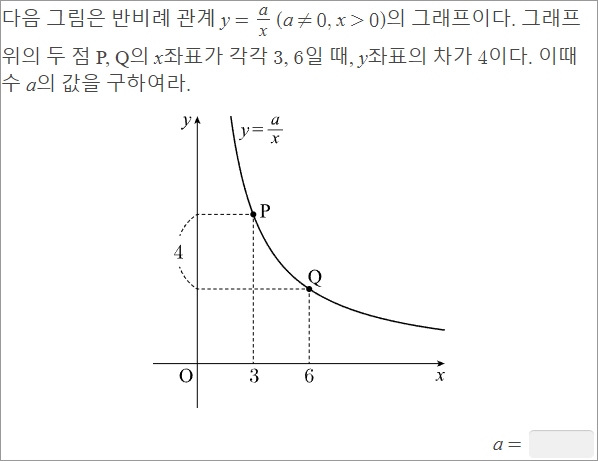 다음 그림은 반비례 관계 y = a/x (a ≠ 0, x > 0)의 그래프이다. 그래프
위의 두 점 P, Q의 x좌표가 각각 3, 6일 때, y좌표의 차가 4이다. 이때
수 a의 값을 구하여라.
y
y = a/x
P
4
Q
O
3
6
x
a =